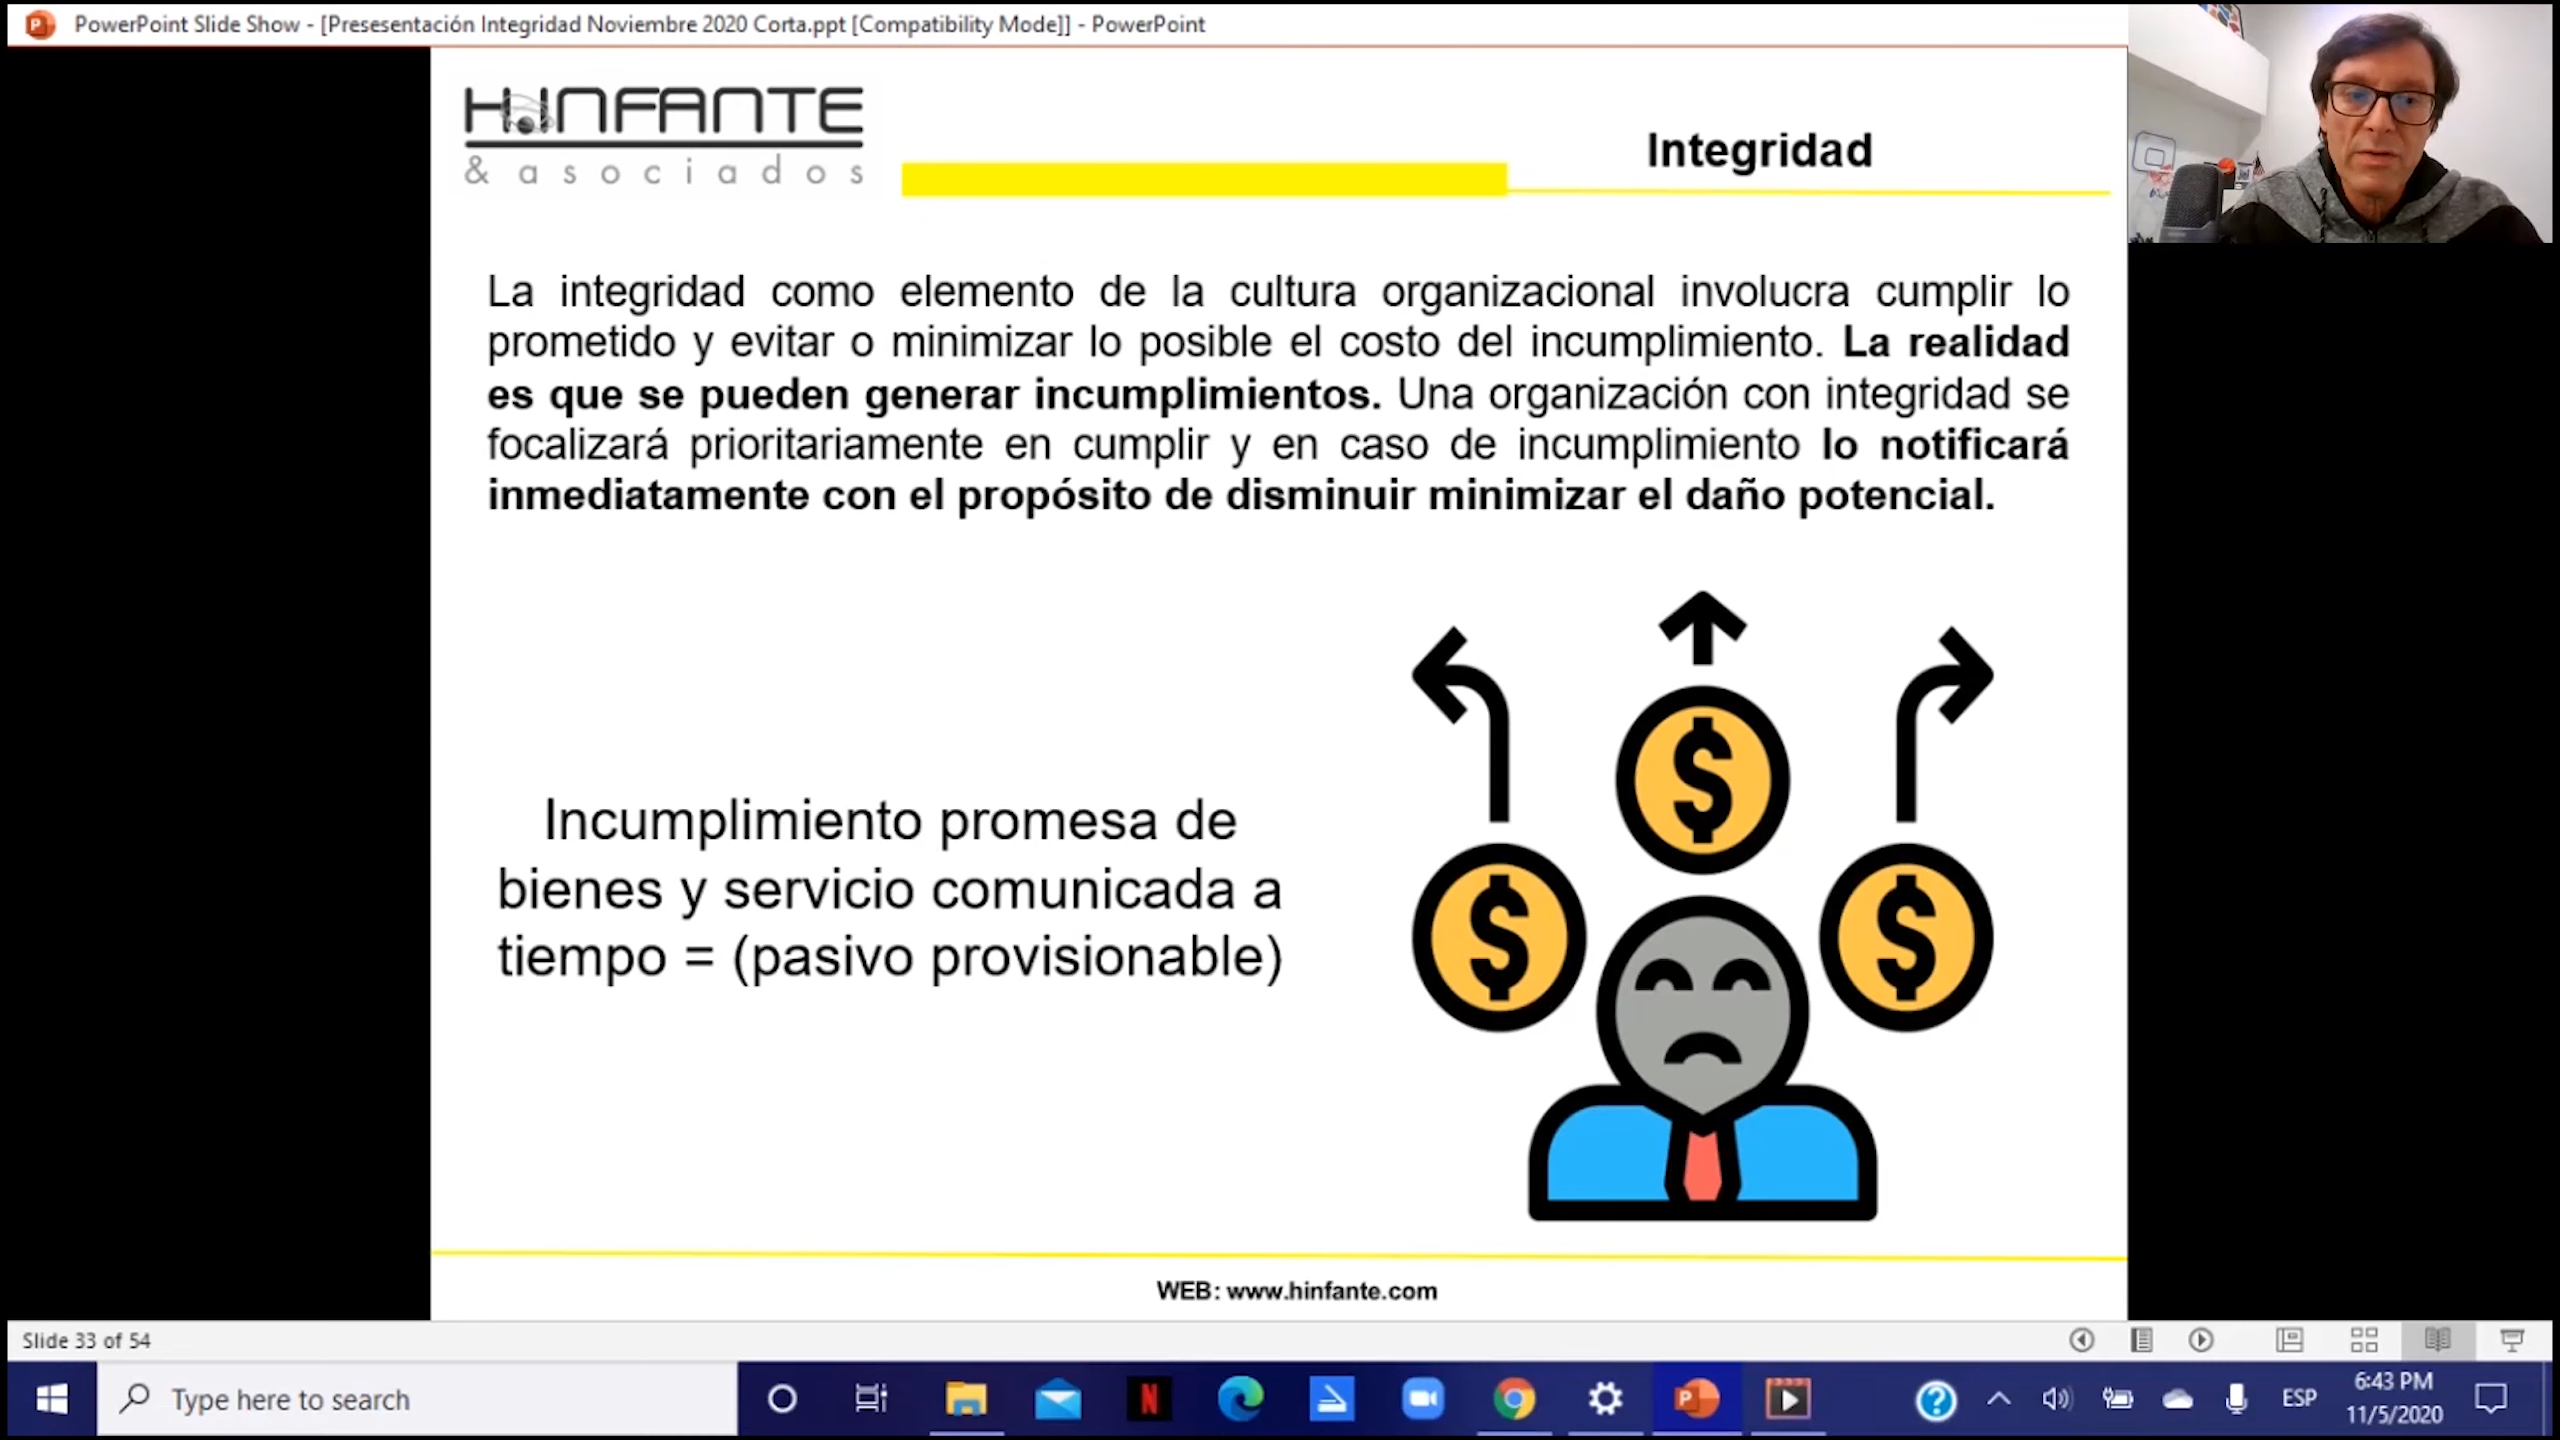 PowerPoint Slide Show - [Presesentación Integridad Noviembre 2020 Corta.ppt [Compatibility Mode]] - PowerPoint
H.INFANTE
& asociados
Integridad
La integridad como elemento de la cultura organizacional involucra cumplir lo
prometido y evitar o minimizar lo posible el costo del incumplimiento. La realidad
es que se pueden generar incumplimientos. Una organización con integridad se
focalizará prioritariamente en cumplir y en caso de incumplimiento lo notificará
inmediatamente con el propósito de disminuir minimizar el daño potencial.
Incumplimiento promesa de
bienes y servicio comunicada a
tiempo = (pasivo provisionable)
$
$
$
WEB: www.hinfante.com
Slide 33 of 54
Type here to search
ESP
6:43 PM
11/5/2020